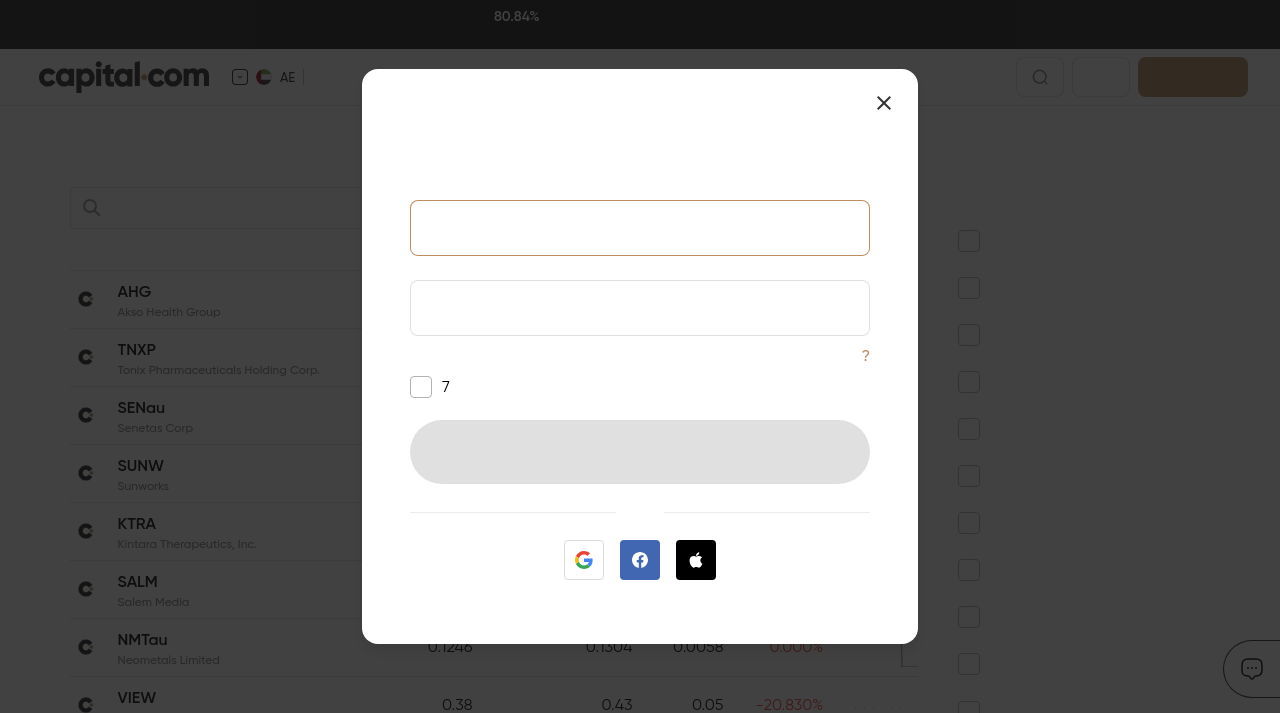 80.84%
capital.com
AE
?
7
AHG
Akso Health Group
TNXP
Tonix Pharmaceuticals Holding Corp.
SENau
Senetas Corp
SUNW
Sunworks
KTRA
Kintara Therapeutics, Inc.
SALM
Salem Media
NMTau
Neometals Limited
0.1246 0.1304 0.0058 0.000%
VIEW
0.38 0.43 0.05 -20.830%